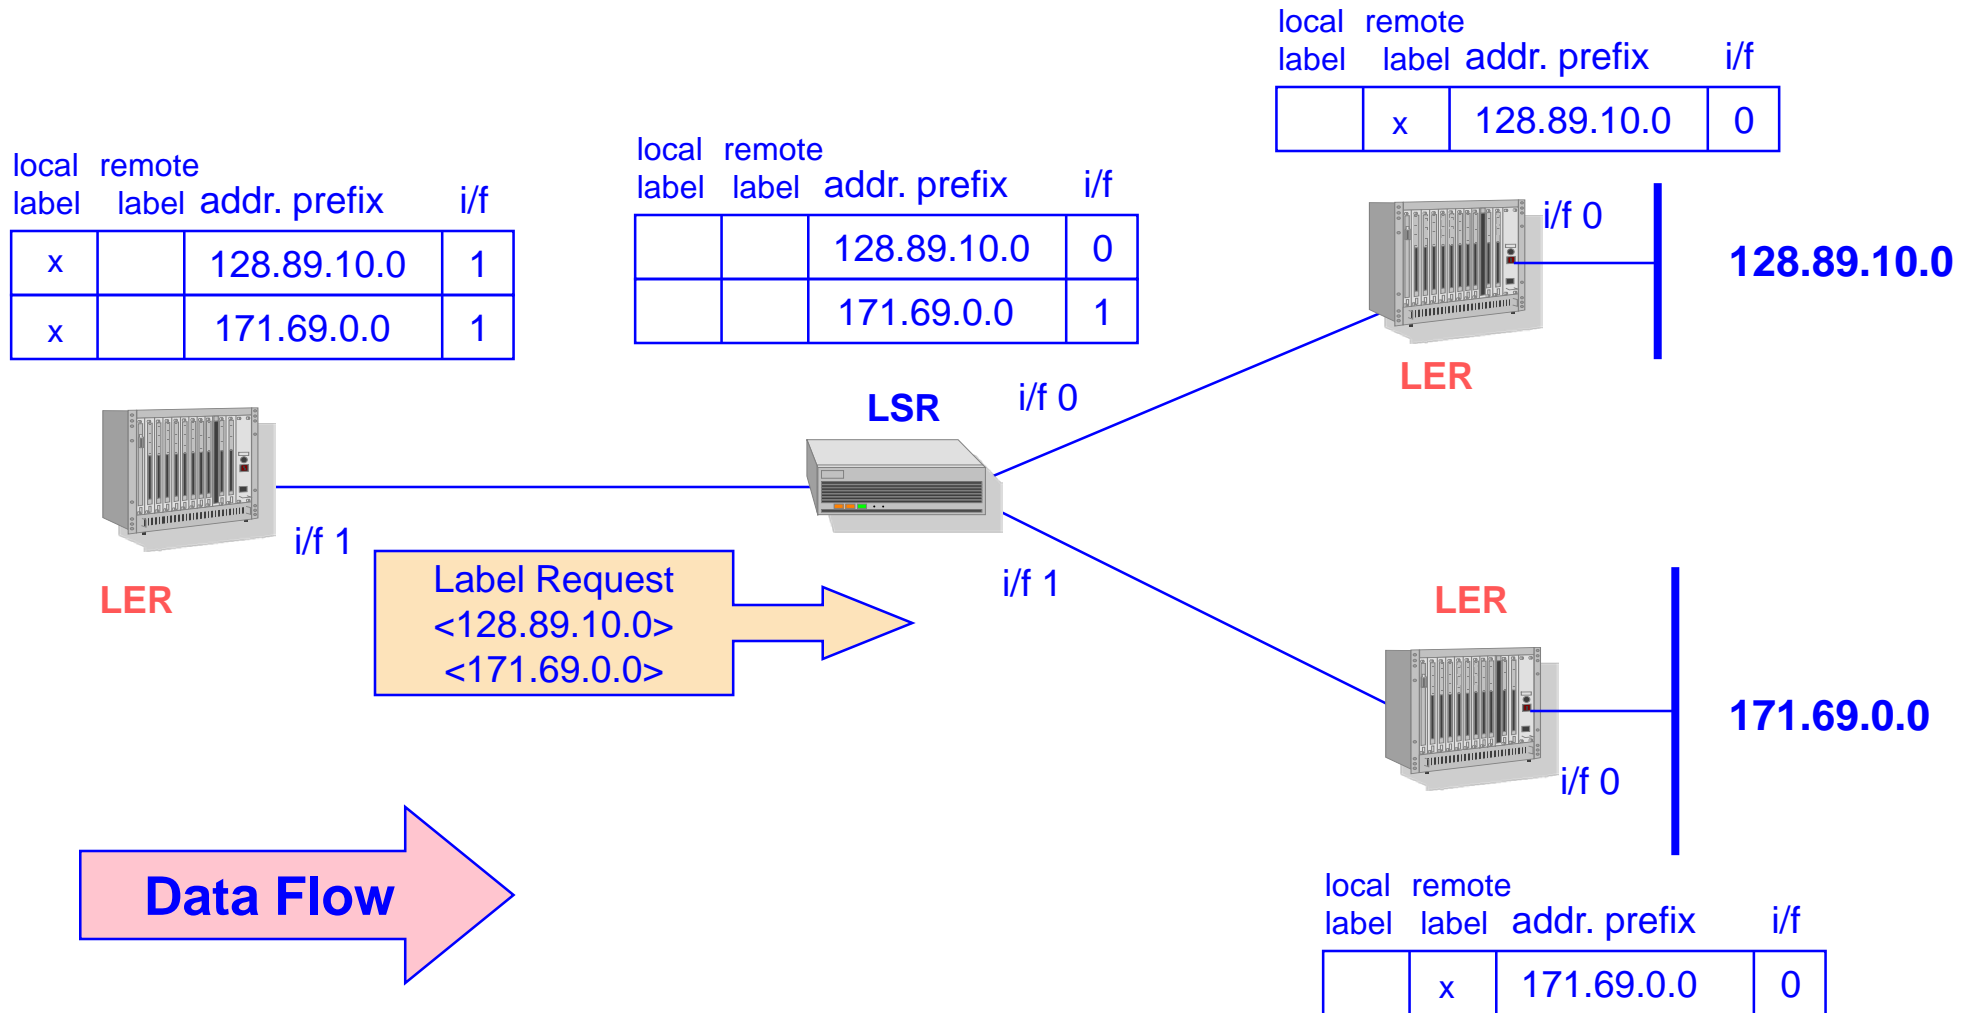 local remote
label label addr. prefix i/f
x 128.89.10.0 1
x 171.69.0.0 1
local remote
label label addr. prefix i/f
128.89.10.0 0
171.69.0.0 1
local remote
label label addr. prefix i/f
x 128.89.10.0 0
i/f 0
128.89.10.0
LER
LSR
i/f 0
i/f 1
LER
Label Request
<128.89.10.0>
<171.69.0.0>
i/f 1
LER
171.69.0.0
i/f 0
Data Flow
local remote
label label addr. prefix i/f
x 171.69.0.0 0